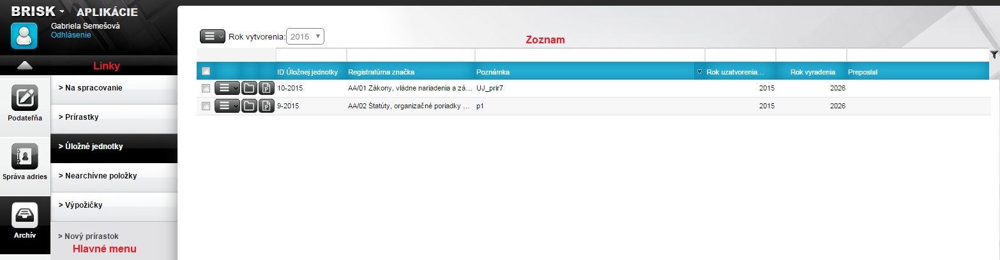 BRISK APLIKÁCIE
Gabriela Semešová
Odhlásenie
Linky
Podateľňa
Správa adries
Archív
> Na spracovanie
> Prírastky
> Úložné jednotky
> Nearchívne položky
> Výpožičky
> Nový prírastok
Hlavné menu
Rok vytvorenia: 2015
Zoznam
ID Úložnej jednotky Registratúrna značka Poznámka Rok uzatvorenia... Rok vyradenia Preposlal
10-2015 AA/01 Zákony, vládne nariadenia a zá... UJ_prir7 2015 2026
9-2015 AA/02 Štatúty, organizačné poriadky ... p1 2015 2026